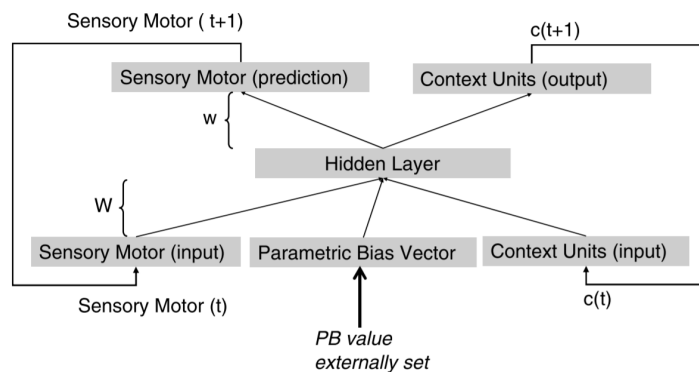 Sensory Motor ( t+1)
c(t+1)
Sensory Motor (prediction)
Context Units (output)
w
Hidden Layer
W
Sensory Motor (input)
Parametric Bias Vector
Context Units (input)
Sensory Motor (t)
c(t)
PB value
externally set